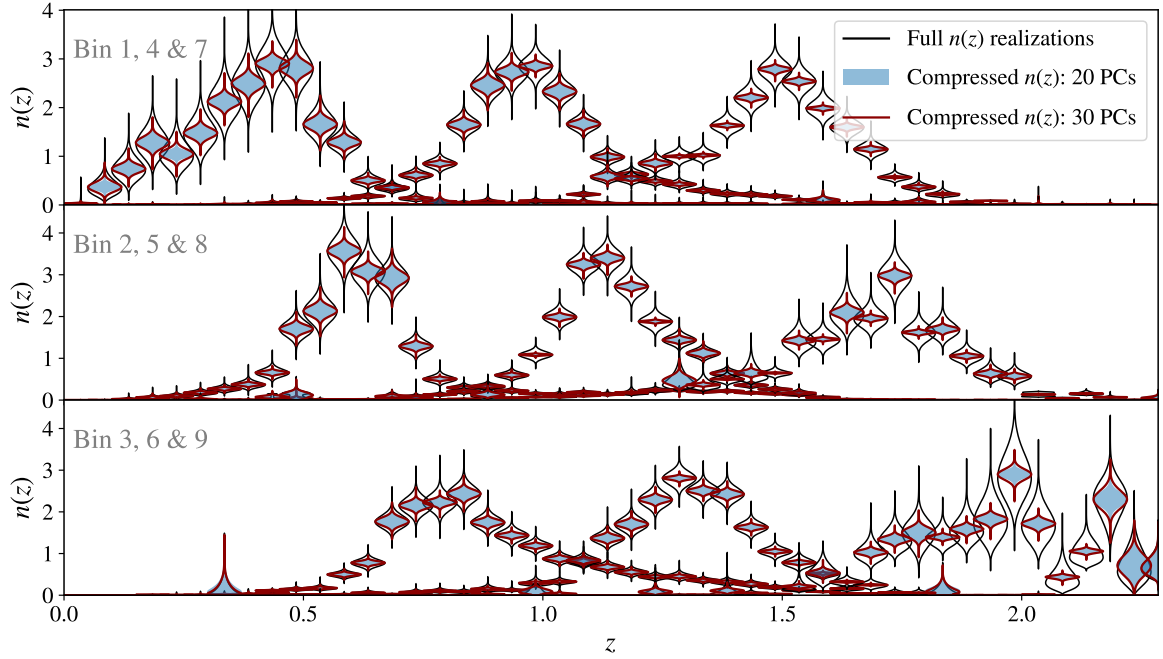 4
3
2
1
0
n(z)
Bin 1, 4 & 7
Full n(z) realizations
Compressed n(z): 20 PCs
Compressed n(z): 30 PCs
4
3
2
1
0
n(z)
Bin 2, 5 & 8
4
3
2
1
0
n(z)
Bin 3, 6 & 9
0.0 0.5 1.0 1.5 2.0
z